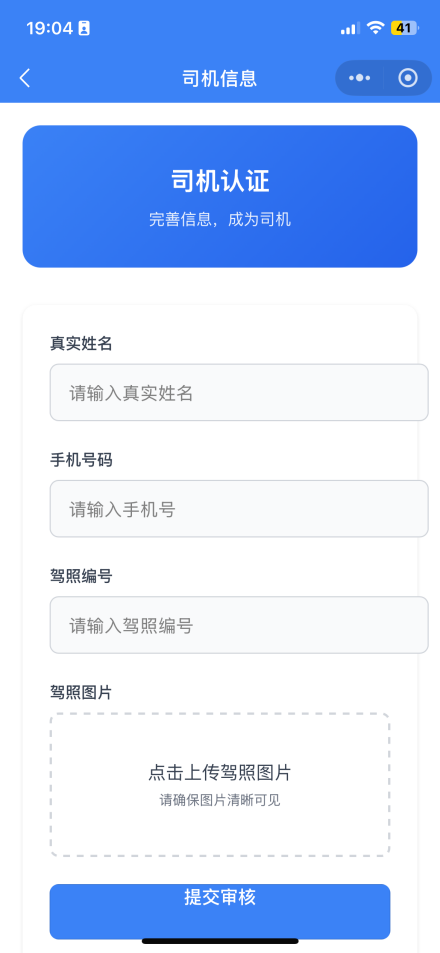 19:04
41
司机信息
司机认证
完善信息，成为司机
真实姓名
请输入真实姓名
手机号码
请输入手机号
驾照编号
请输入驾照编号
驾照图片
点击上传驾照图片
请确保图片清晰可见
提交审核